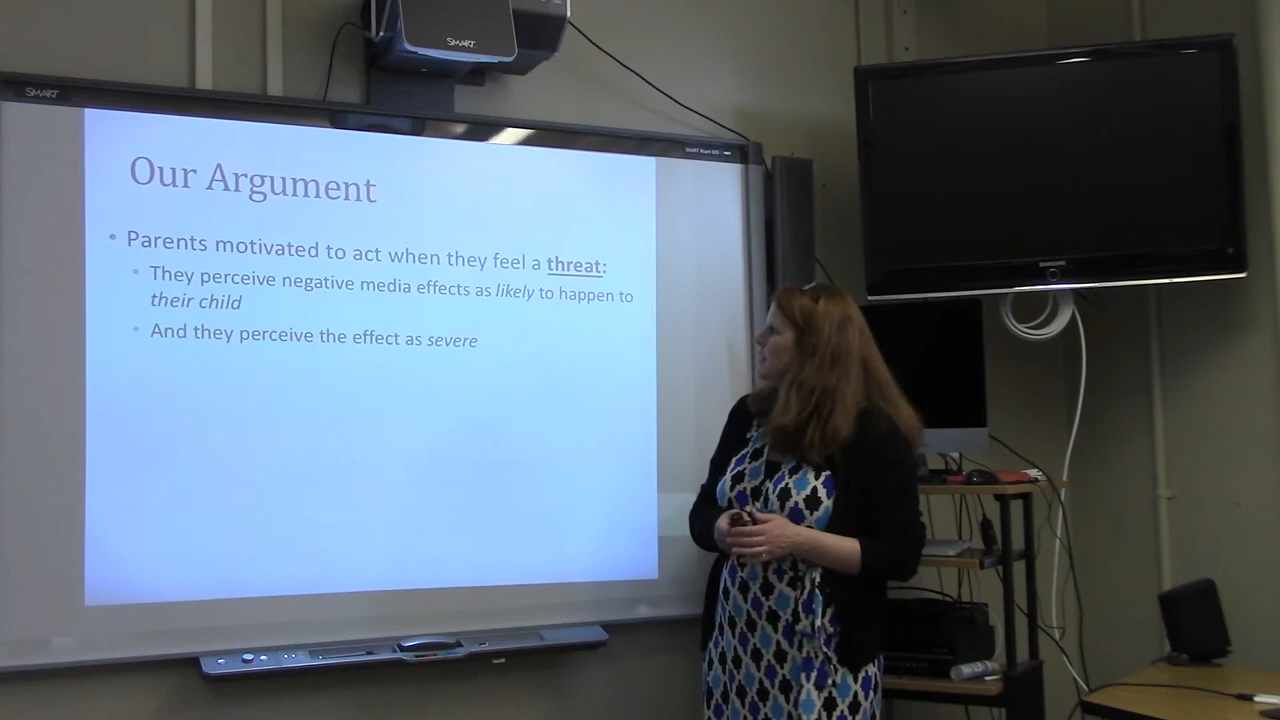 SMART
SMART
Our Argument
• Parents motivated to act when they feel a threat:
• They perceive negative media effects as likely to happen to
their child
• And they perceive the effect as severe
SAMSUNG